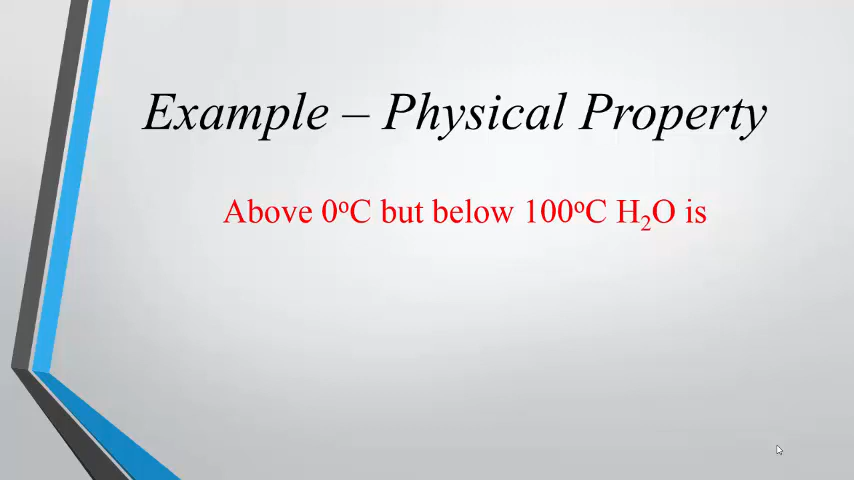 Example – Physical Property
Above 0ºC but below 100ºC H₂O is